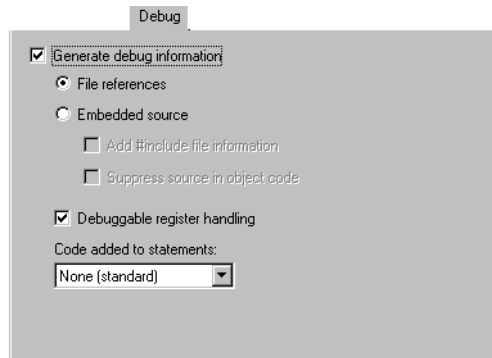 Debug
Generate debug information
File references
Embedded source
Add #include file information
Suppress source in object code
Debuggable register handling
Code added to statements:
None (standard)